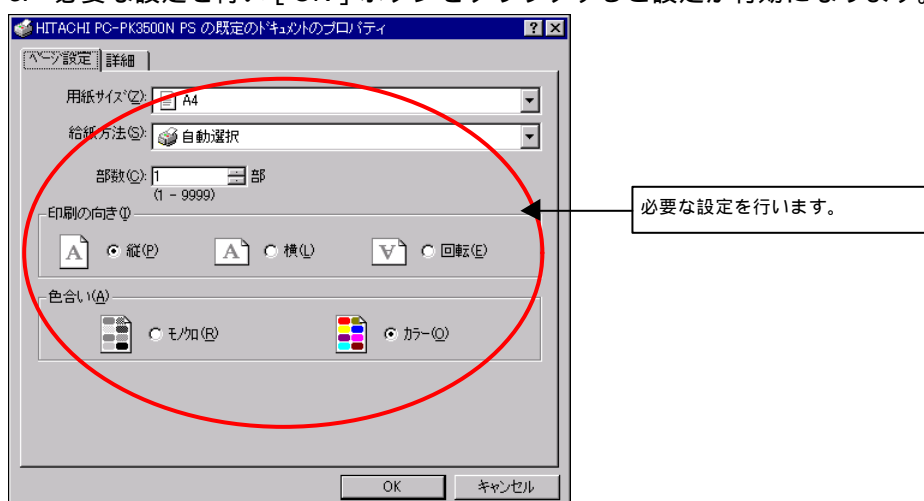 必要な設定を行い[OK]ボタンをクリックすると設定が有効になります。
HITACHI PC-PK3500N PS の既定のドキュメントのプロパティ
ページ設定 詳細
用紙サイズ(Z): A4
給紙方法(S): 自動選択
部数(C): 1 部
(1 - 9999)
印刷の向き(I)
A 縦(P) A 横(L) A 回転(E)
必要な設定を行います。
色合い(A)
モノクロ(R) カラー(O)
OK キャンセル